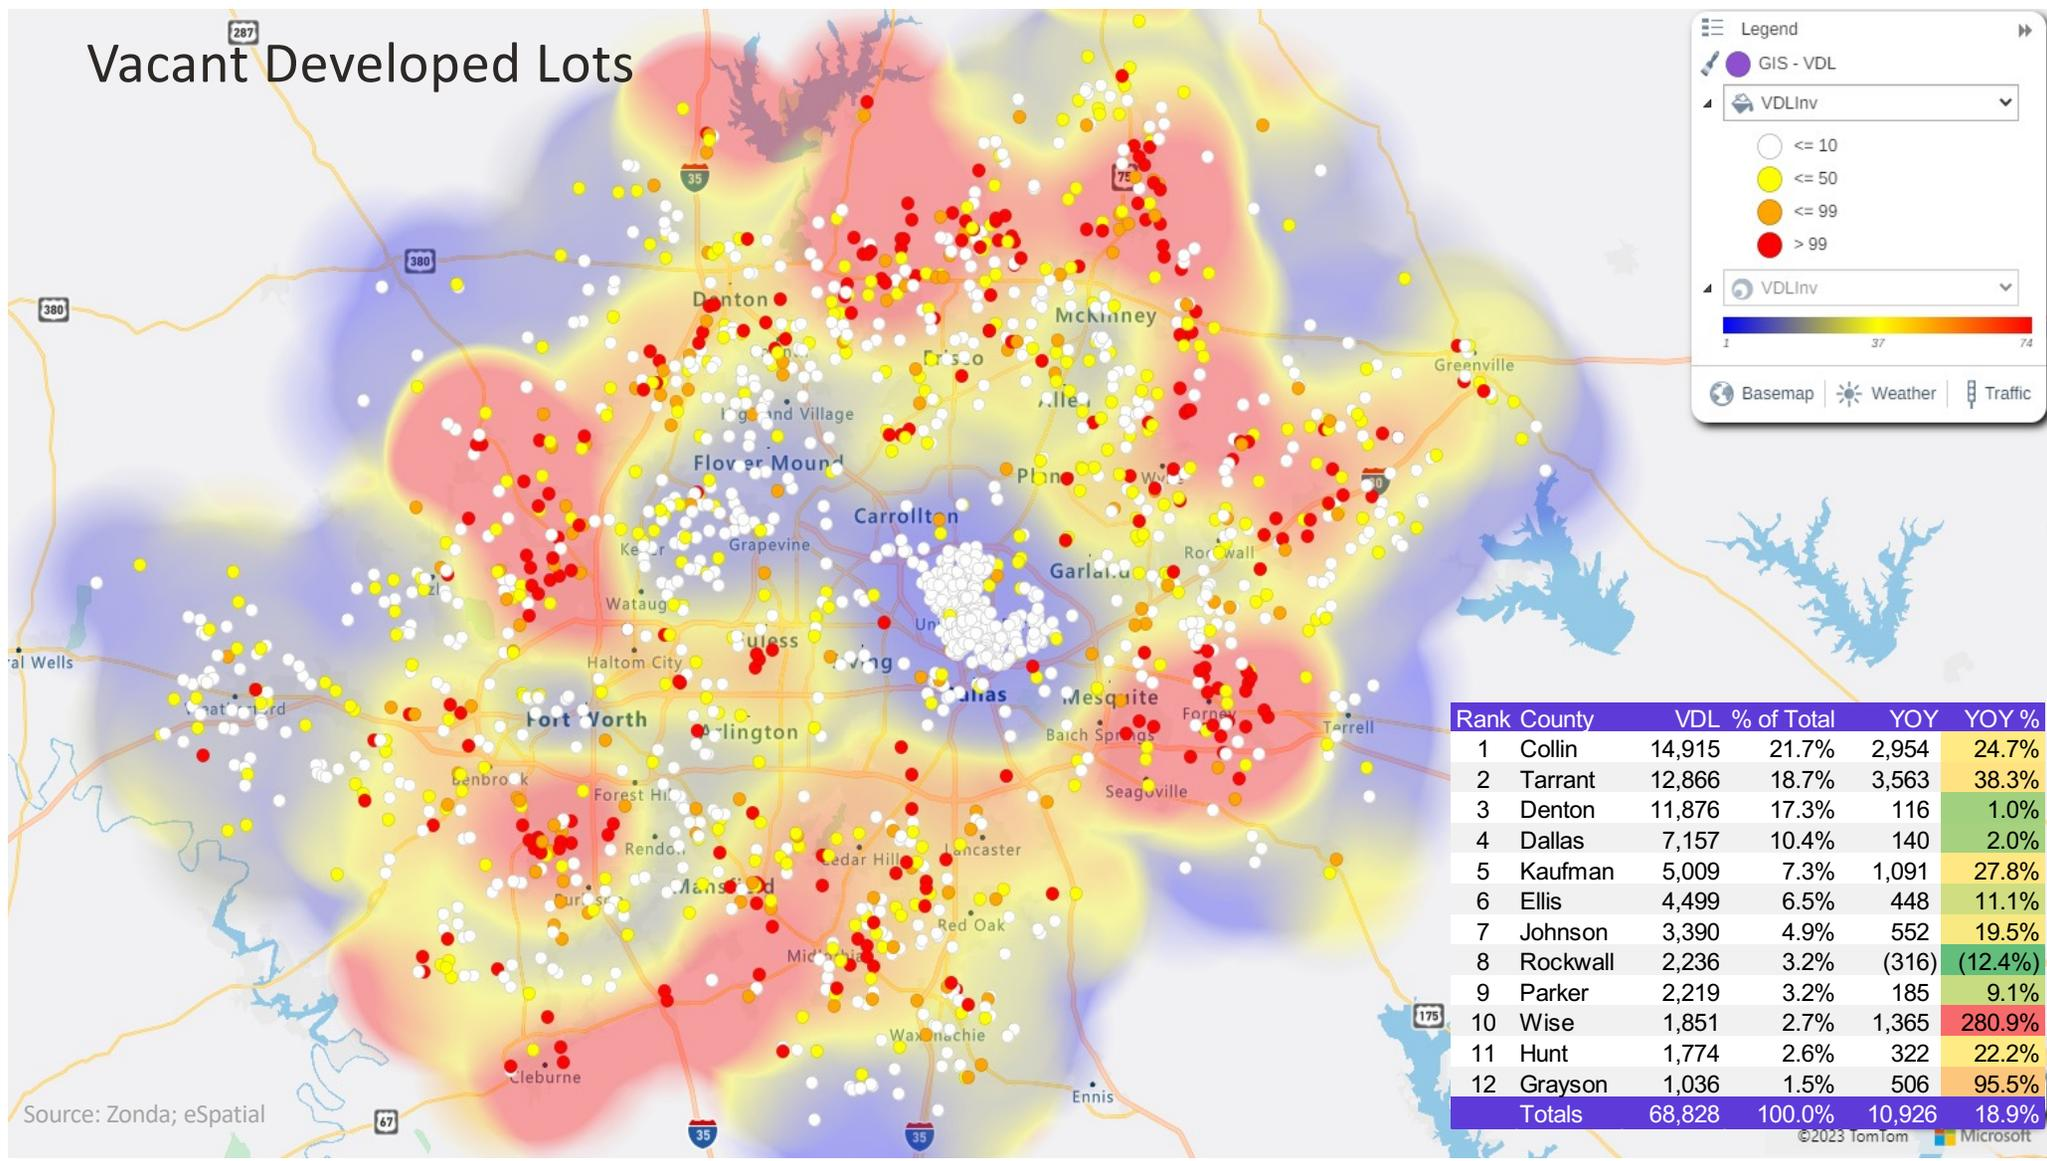 287
Vacant Developed Lots
Legend
GIS - VDL
VDLInv
<= 10
<= 50
<= 99
> 99
VDLInv
1 37 74
Basemap Weather Traffic
35
75
380
380
Denton
McKinney
Frisco
Greenville
Allen
Village
Flower Mound
30
Carrollton
Grapevine
Rockwall
Garland
Haltom City
Dallas
Mesquite
Weatherford
Fort Worth
Arlington
Forney
Terrell
Balch Springs
Benbrook
Forest Hill
Seagoville
Rendon
Cedar Hill
Lancaster
Mansfield
Red Oak
Waxahachie
175
Cleburne
Ennis
67
35
35
Rank County VDL % of Total YOY YOY %
1 Collin 14,915 21.7% 2,954 24.7%
2 Tarrant 12,866 18.7% 3,563 38.3%
3 Denton 11,876 17.3% 116 1.0%
4 Dallas 7,157 10.4% 140 2.0%
5 Kaufman 5,009 7.3% 1,091 27.8%
6 Ellis 4,499 6.5% 448 11.1%
7 Johnson 3,390 4.9% 552 19.5%
8 Rockwall 2,236 3.2% (316) (12.4%)
9 Parker 2,219 3.2% 185 9.1%
10 Wise 1,851 2.7% 1,365 280.9%
11 Hunt 1,774 2.6% 322 22.2%
12 Grayson 1,036 1.5% 506 95.5%
Totals 68,828 100.0% 10,926 18.9%
Source: Zonda; eSpatial
©2023 TomTom Microsoft